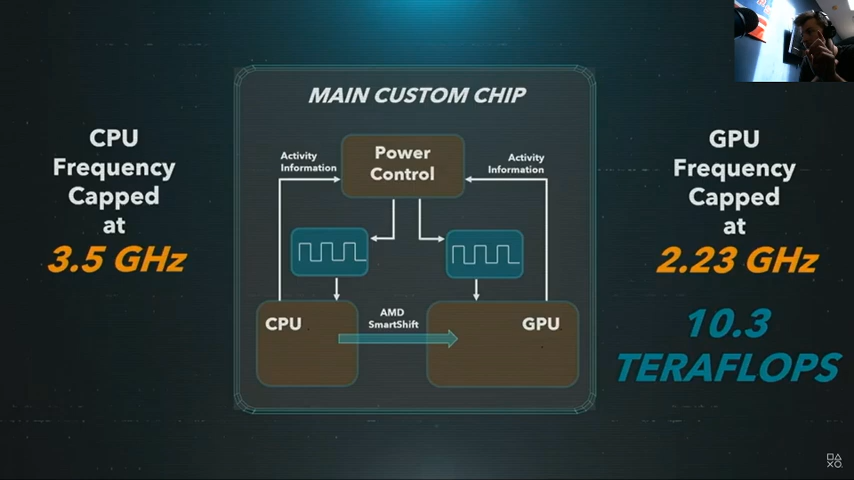 MAIN CUSTOM CHIP
CPU
Frequency
Capped
at
3.5 GHz
Activity
Information
Power
Control
Activity
Information
CPU
AMD
SmartShift
GPU
GPU
Frequency
Capped
at
2.23 GHz
10.3
TERAFLOPS